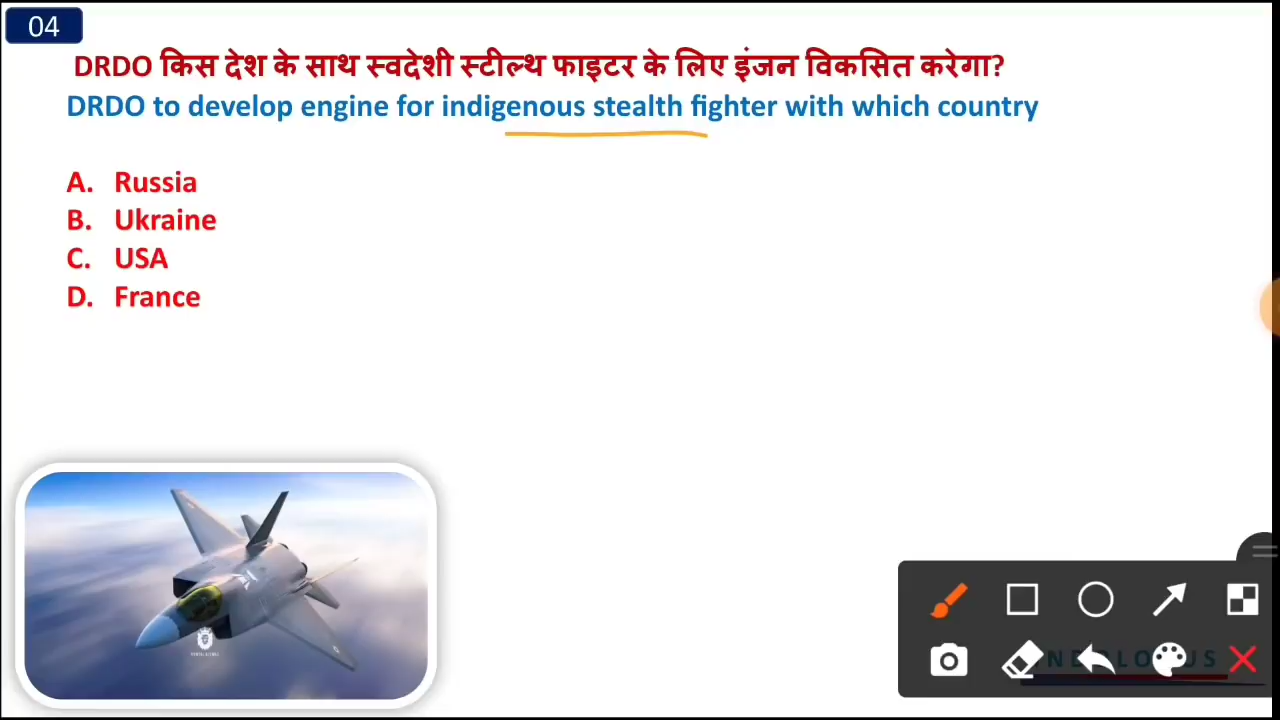 04
DRDO किस देश के साथ स्वदेशी स्टील्थ फाइटर के लिए इंजन विकसित करेगा?
DRDO to develop engine for indigenous stealth fighter with which country
A. Russia
B. Ukraine
C. USA
D. France